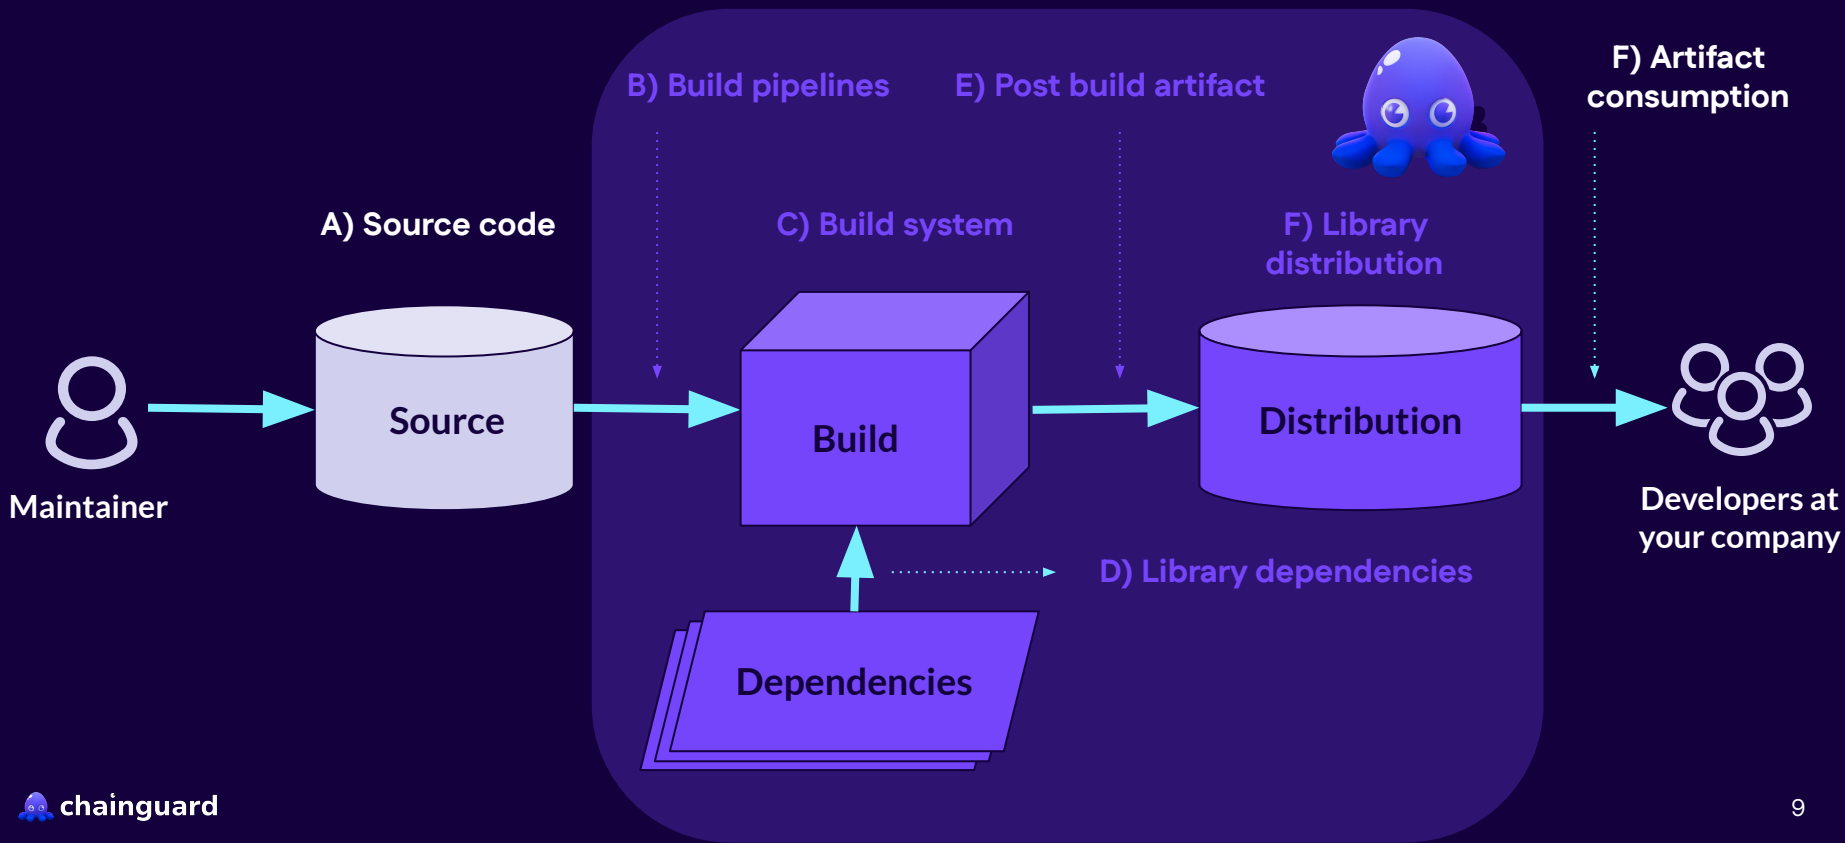 B) Build pipelines
E) Post build artifact
F) Artifact
consumption
A) Source code
C) Build system
F) Library
distribution
Source
Build
Distribution
Maintainer
Developers at
your company
D) Library dependencies
Dependencies
chainguard
9